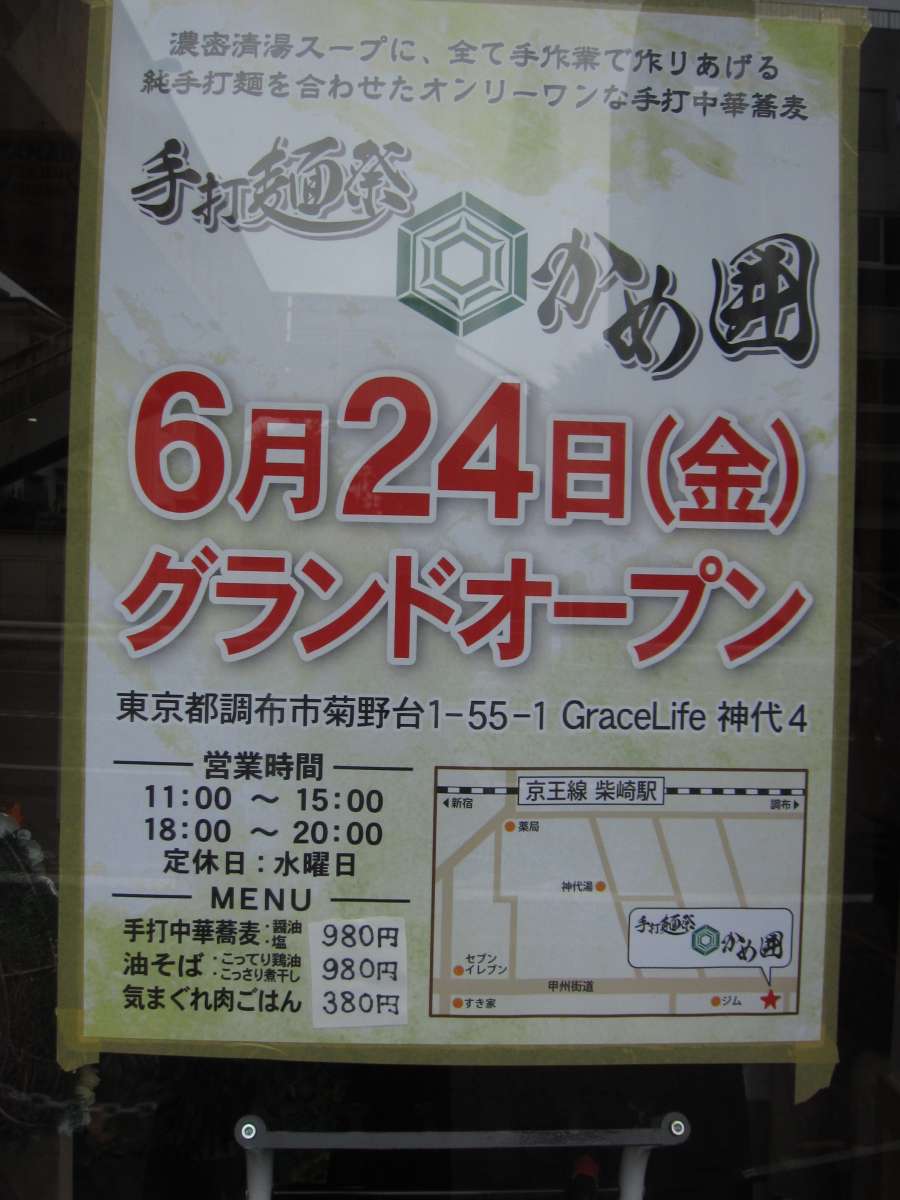 濃密清湯スープに、全て手作業で作りあげる
純手打麺を合わせたオンリーワンな手打中華蕎麦
手打麺祭
かめ囲
6月24日(金)
グランドオープン
東京都調布市菊野台1-55-1 GraceLife 神代4
営業時間
11:00 ～ 15:00
18:00 ～ 20:00
定休日：水曜日
MENU
手打中華蕎麦・醤油・塩 980円
油そば・こってり鶏油・こっさり煮干し 980円
気まぐれ肉ごはん 380円
京王線 柴崎駅
◀新宿
調布▶
薬局
神代湯
手打麺祭
かめ囲
セブン
イレブン
甲州街道
すき家
ジム